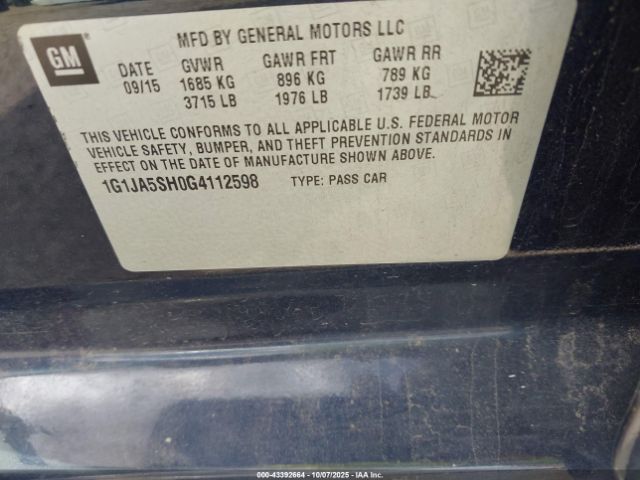 GM
MFD BY GENERAL MOTORS LLC
DATE GVWR GAWR FRT GAWR RR
09/15 1685 KG 896 KG 789 KG
3715 LB 1976 LB 1739 LB
THIS VEHICLE CONFORMS TO ALL APPLICABLE U.S. FEDERAL MOTOR
VEHICLE SAFETY, BUMPER, AND THEFT PREVENTION STANDARDS IN
EFFECT ON THE DATE OF MANUFACTURE SHOWN ABOVE.
1G1JA5SH0G4112598 TYPE: PASS CAR
000-43392664 - 10/07/2025 - IAA Inc.